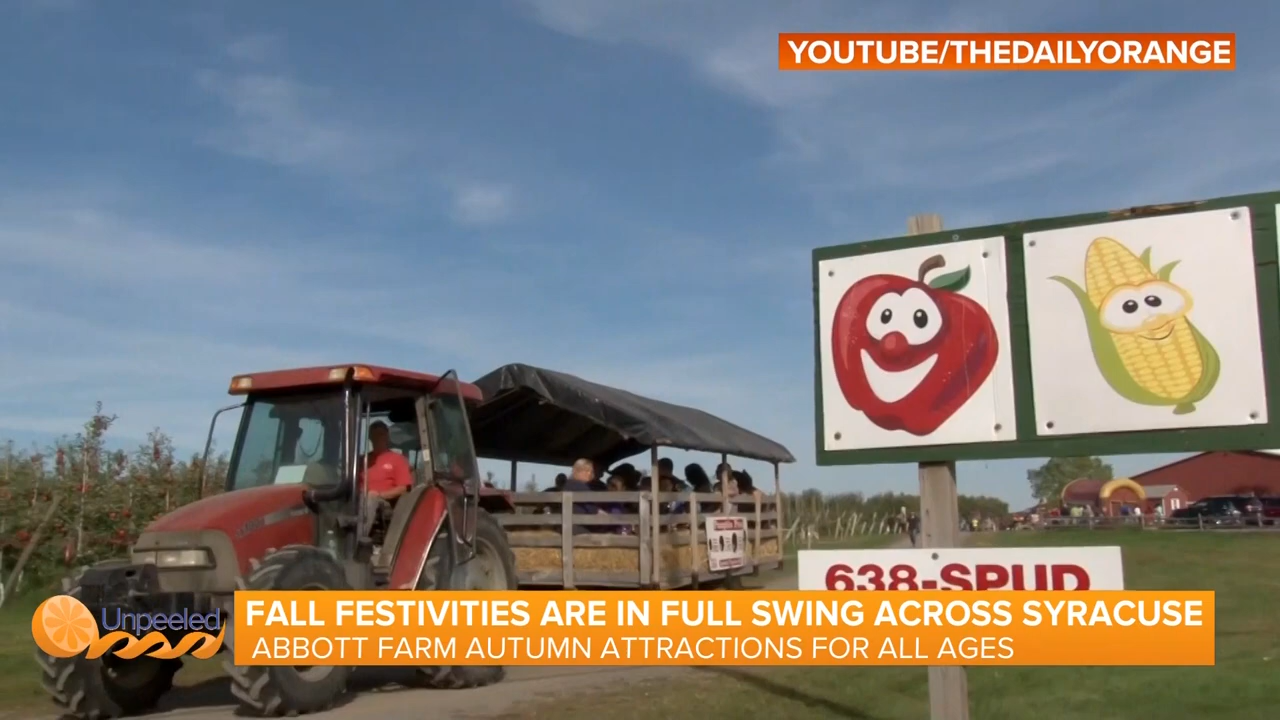 YOUTUBE/THEDAILYORANGE
638-SPUD
Unpeeled
FALL FESTIVITIES ARE IN FULL SWING ACROSS SYRACUSE
ABBOTT FARM AUTUMN ATTRACTIONS FOR ALL AGES